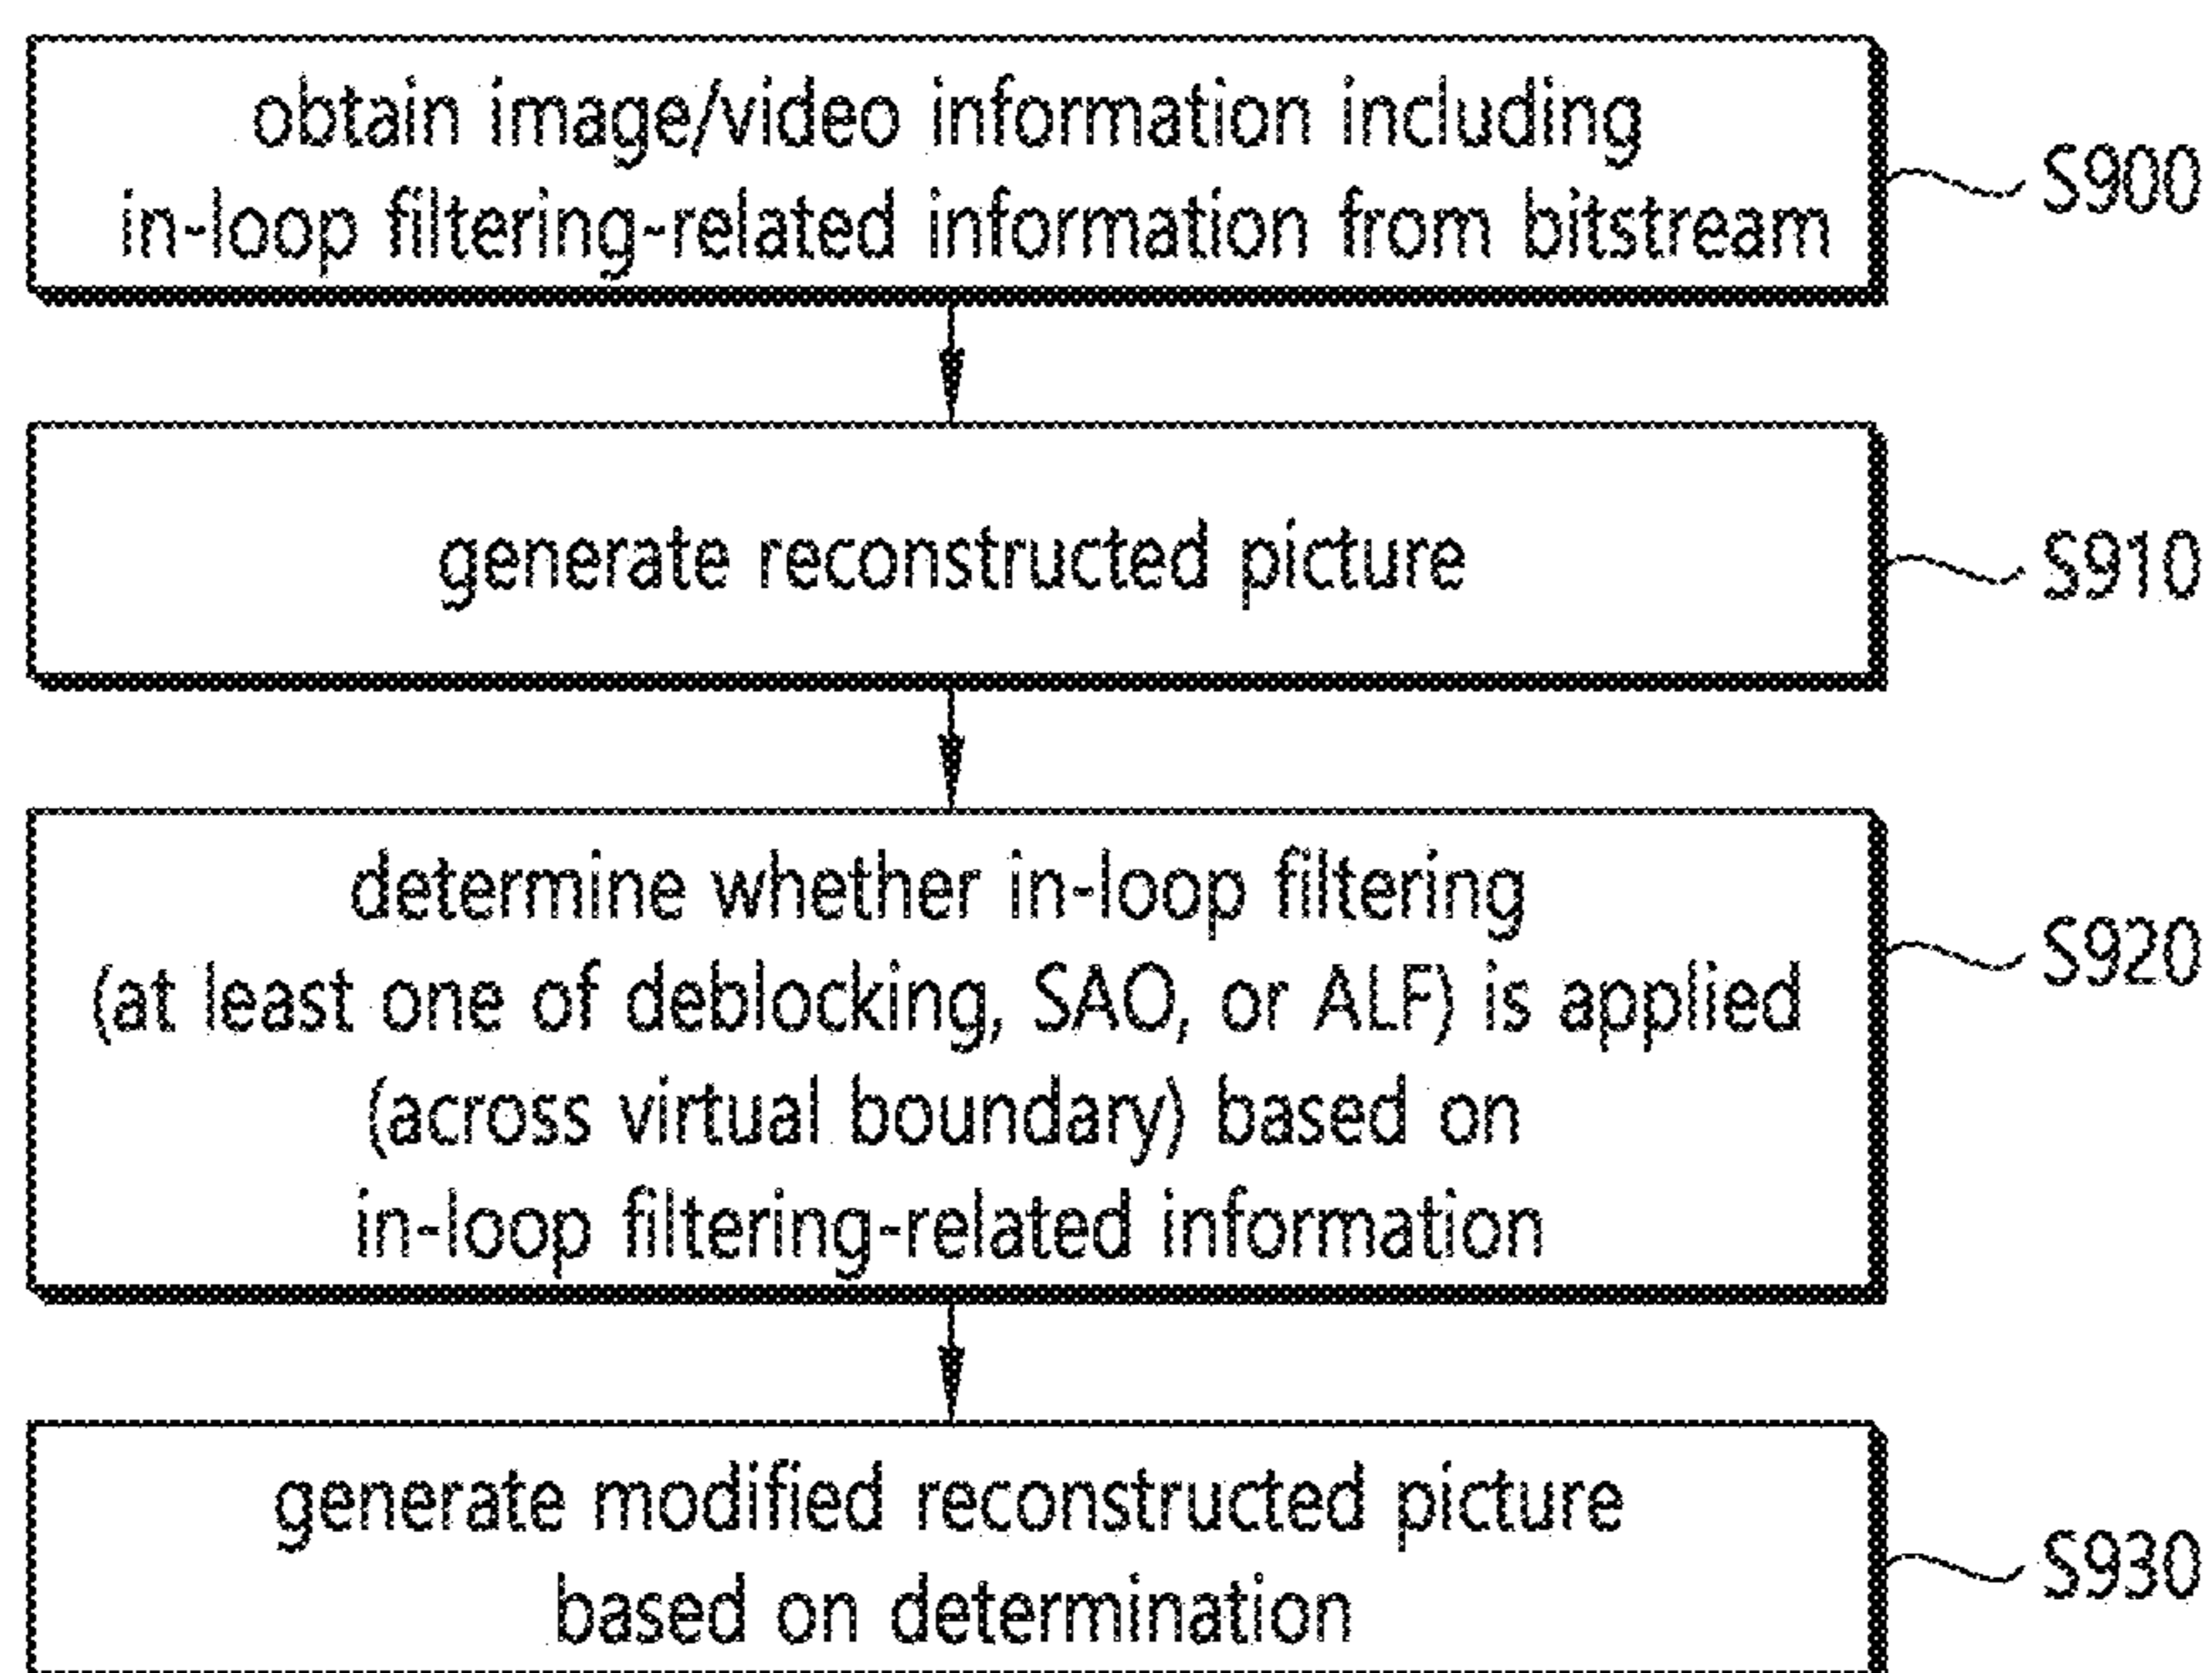 obtain image/video information including
in-loop filtering-related information from bitstream
S900
generate reconstructed picture
S910
determine whether in-loop filtering
(at least one of deblocking, SAO, or ALF) is applied
(across virtual boundary) based on
in-loop filtering-related information
S920
generate modified reconstructed picture
based on determination
S930